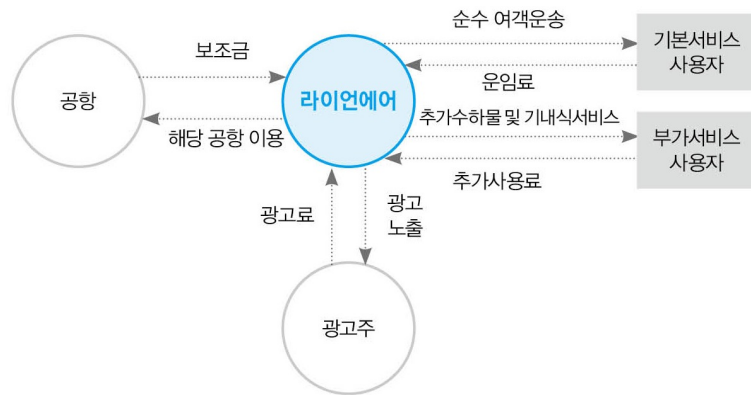 순수 여객운송
기본서비스
사용자
보조금
운임료
공항
라이언에어
추가수하물 및 기내식서비스
해당 공항 이용
부가서비스
사용자
추가사용료
광고료
광고
노출
광고주